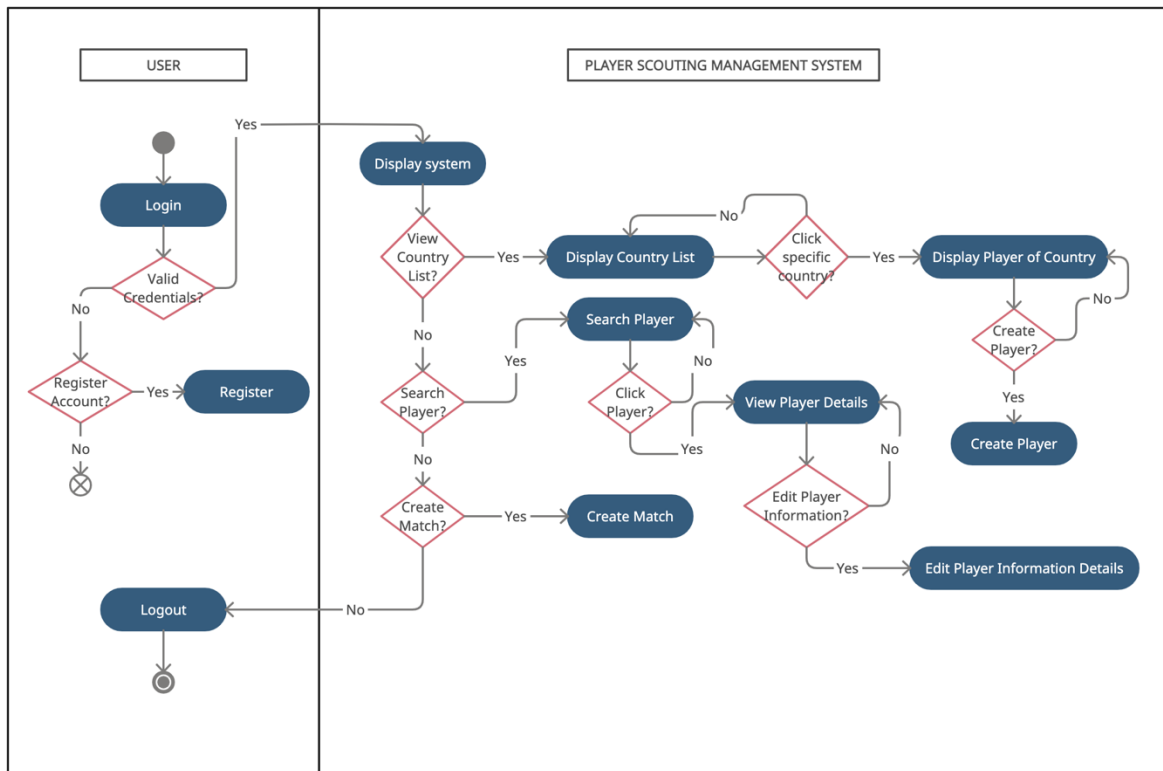 USER
PLAYER SCOUTING MANAGEMENT SYSTEM
Yes
Display system
Login
No
View
Country
List?
Yes
Display Country List
Click
specific
country?
Yes
Display Player of Country
Valid
Credentials?
No
No
Search Player
No
Create
Player?
No
Yes
No
Register
Account?
Yes
Register
Search
Player?
Click
Player?
View Player Details
Yes
No
Yes
Create Player
No
No
Create
Match?
Yes
Create Match
Edit Player
Information?
Yes
Edit Player Information Details
Logout
No